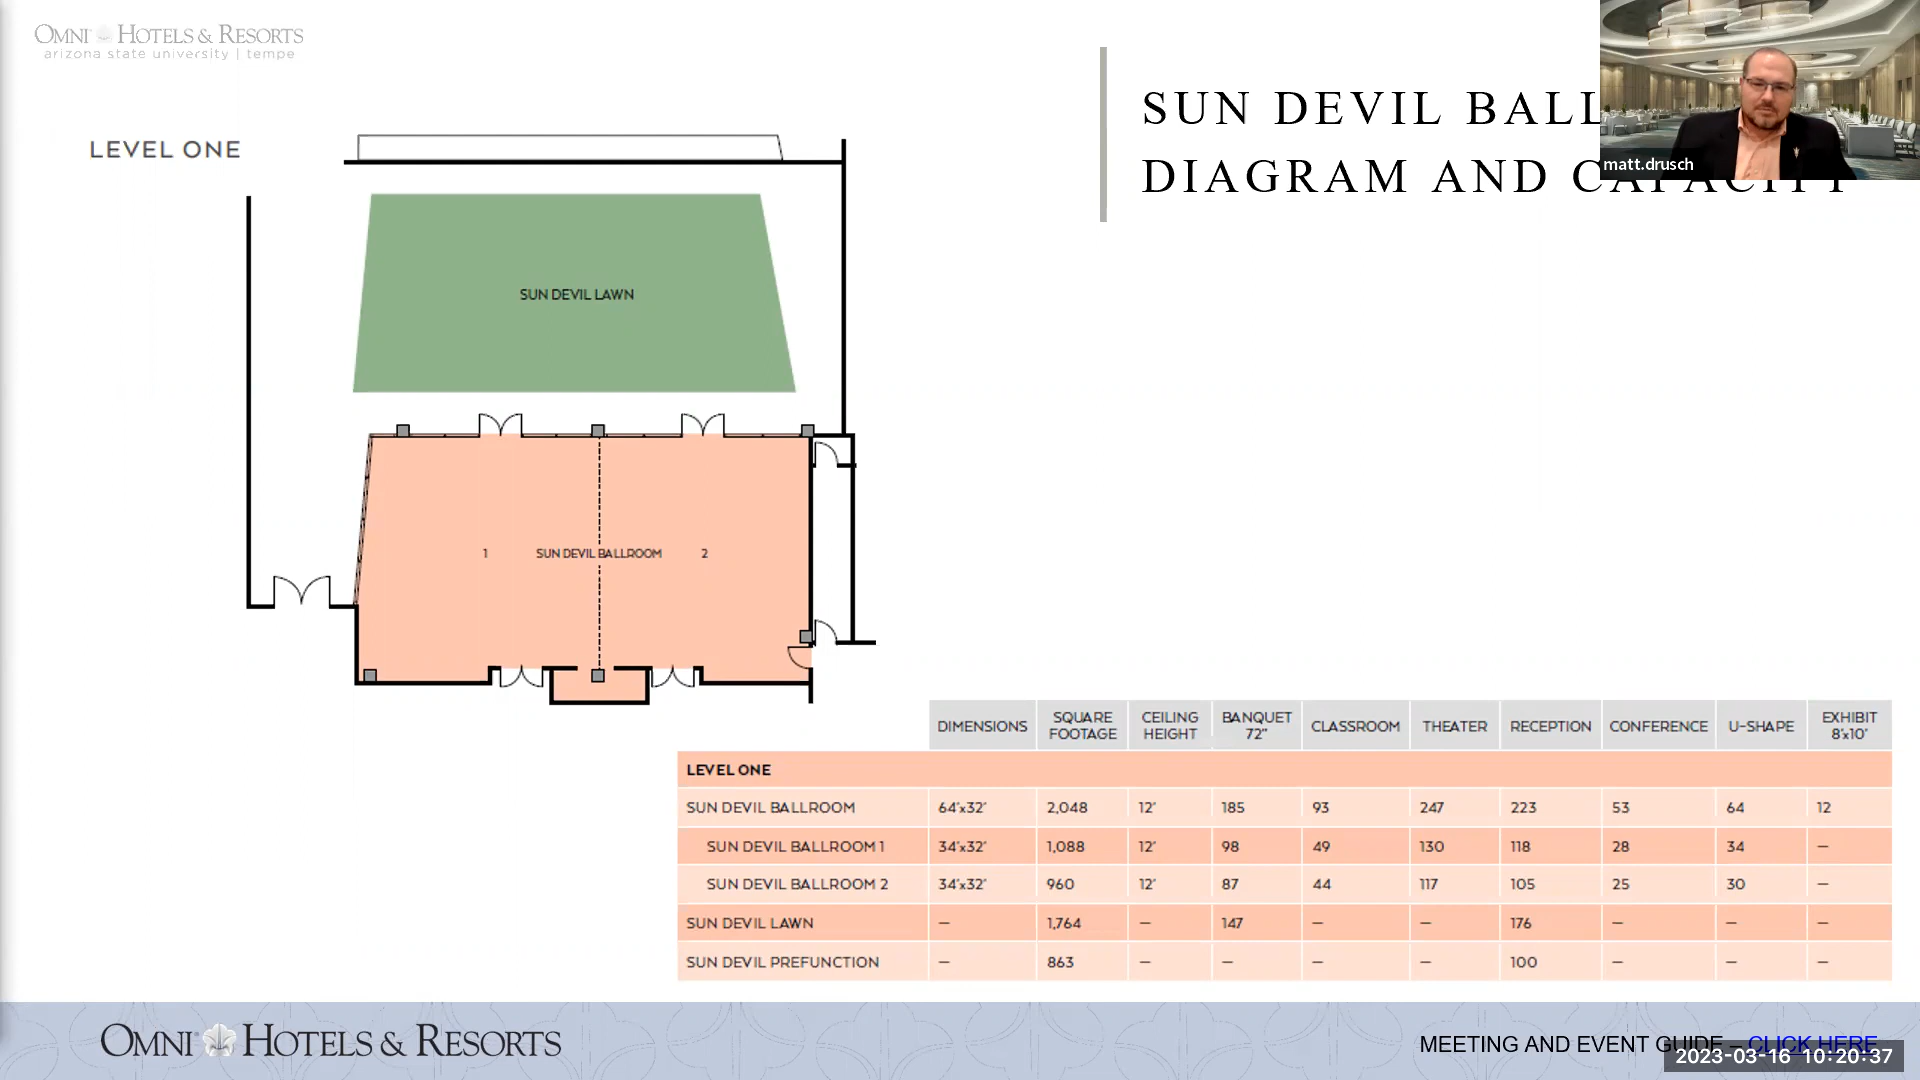 OMNI HOTELS & RESORTS
arizona state university | tempe
SUN DEVIL BALL
DIAGRAM AND CAPACITY
matt.drusch
LEVEL ONE
SUN DEVIL LAWN
1 SUN DEVIL BALLROOM 2
DIMENSIONS SQUARE FOOTAGE CEILING HEIGHT BANQUET 72" CLASSROOM THEATER RECEPTION CONFERENCE U-SHAPE EXHIBIT 8'x10'
LEVEL ONE
SUN DEVIL BALLROOM 64'x32' 2,048 12' 185 93 247 223 53 64 12
SUN DEVIL BALLROOM 1 34'x32' 1,088 12' 98 49 130 118 28 34 —
SUN DEVIL BALLROOM 2 34'x32' 960 12' 87 44 117 105 25 30 —
SUN DEVIL LAWN — 1,764 — 147 — — 176 — — —
SUN DEVIL PREFUNCTION — 863 — — — — 100 — — —
OMNI HOTELS & RESORTS
MEETING AND EVENT GUIDE – CLICK HERE
2023-03-16 10:20:37